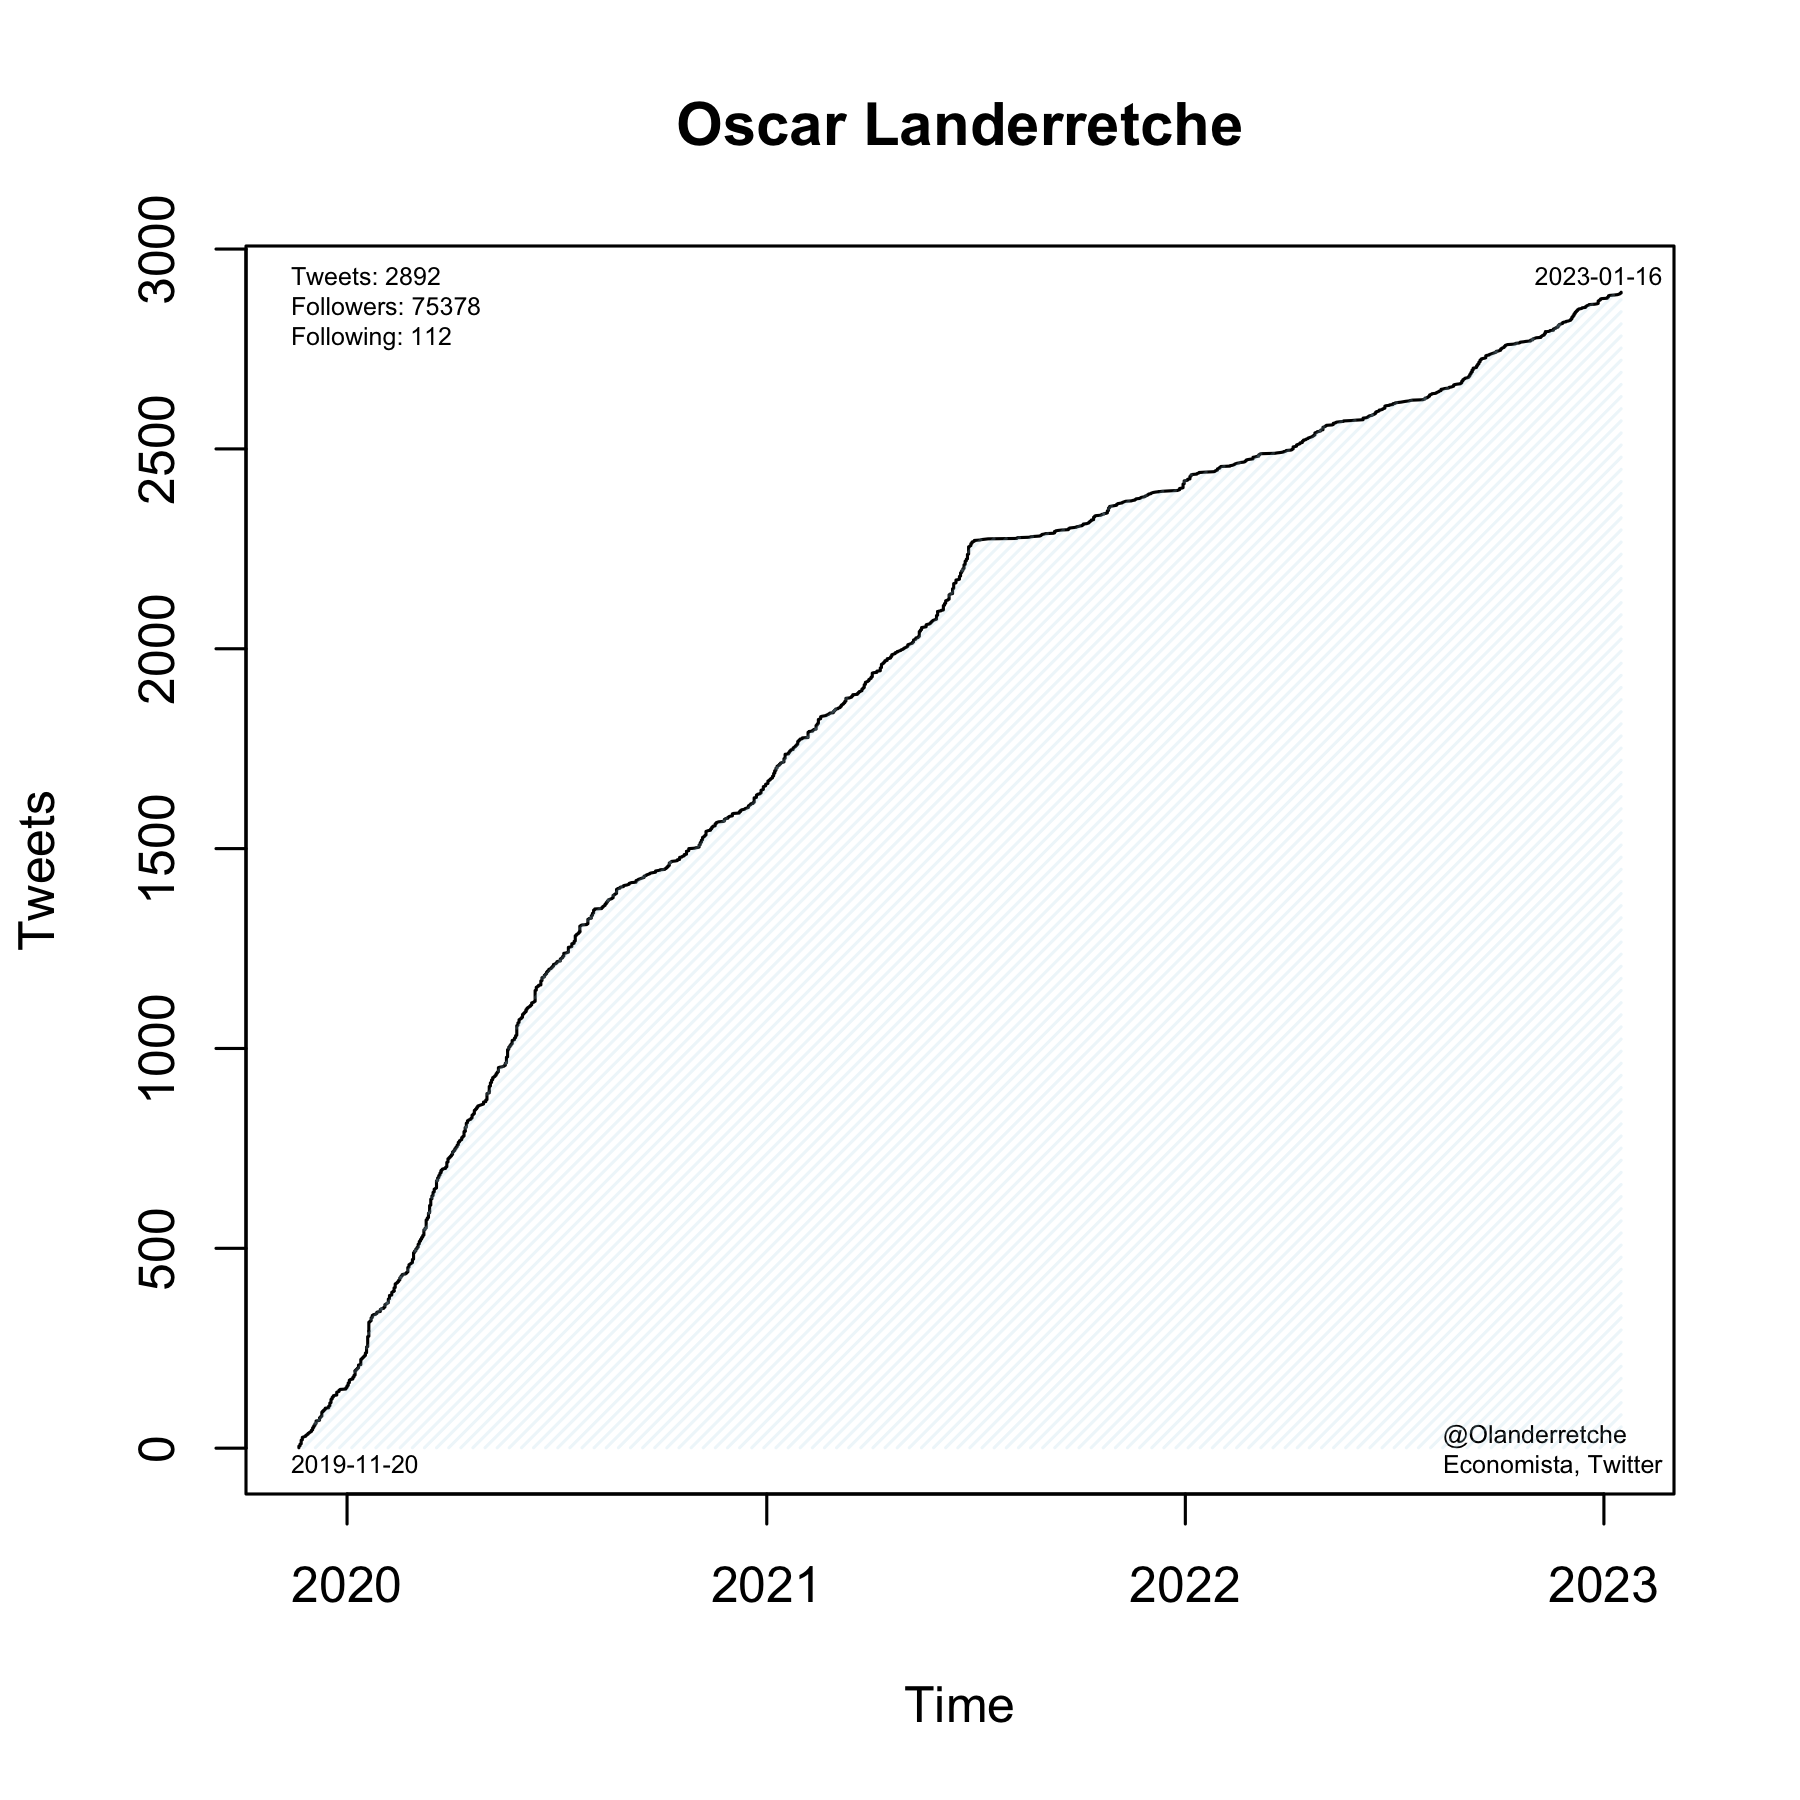 Oscar Landerretche
Tweets: 2892
Followers: 75378
Following: 112
2023-01-16
3000
2500
2000
1500
1000
500
0
Tweets
2019-11-20
@Olanderretche
Economista, Twitter
2020
2021
2022
2023
Time